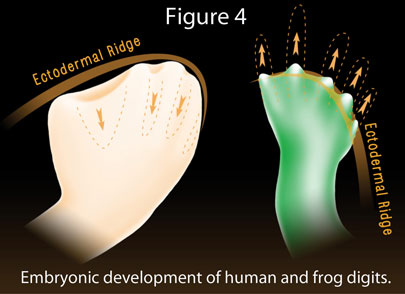 Figure 4
Ectodermal Ridge
Ectodermal Ridge
Embryonic development of human and frog digits.